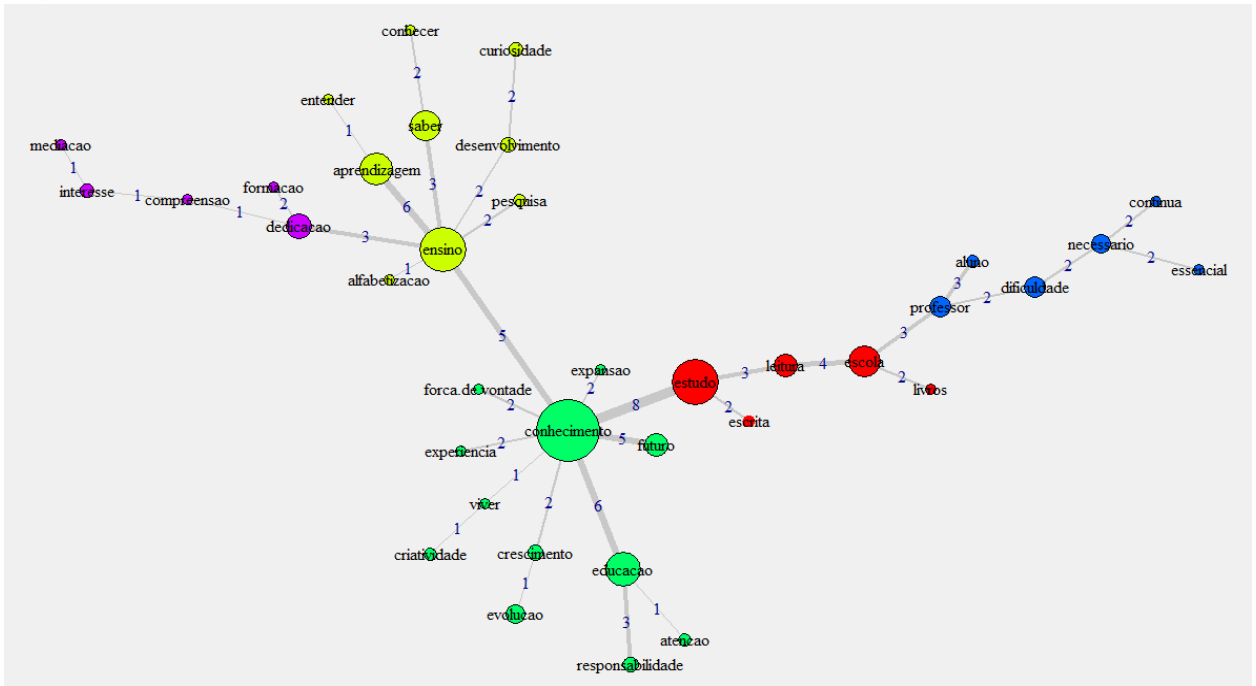 conhecer
curiosidade
2
entender
2
saber
1
mediacao
desenvolvimento
aprendizagem
1
3
formacao
interesse
1
compreensao
2
6
2
pesquisa
continua
1
2
2
dedicacao
3
ensino
necessario
2
aluno
essencial
1
alfabetizacao
3
2
dificuldade
2
professor
5
3
escola
leitura
4
expansao
estudo
3
2
livros
forca.de.vontade
2
2
8
2
escrita
conhecimento
5
futuro
experiencia
2
1
viver
2
6
1
criatividade
crescimento
educacao
1
evolucao
1
3
atencao
responsabilidade